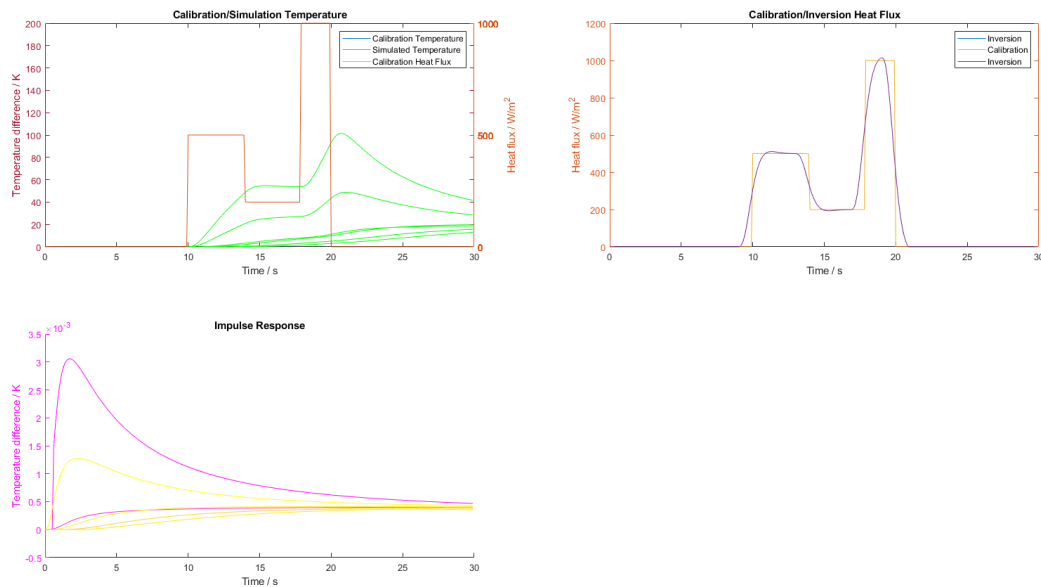 Calibration/Simulation Temperature
200
180
160
140
120
100
80
60
40
20
0
Temperature difference / K
1000
500
0
Heat flux / W/m²
Calibration Temperature
Simulated Temperature
Calibration Heat Flux
0 5 10 15 20 25 30
Time / s
Calibration/Inversion Heat Flux
1200
1000
800
600
400
200
0
Heat flux / W/m²
Inversion
Calibration
Inversion
0 5 10 15 20 25 30
Time / s
Impulse Response
×10⁻³
3.5
3
2.5
2
1.5
1
0.5
0
-0.5
Temperature difference / K
0 5 10 15 20 25 30
Time / s